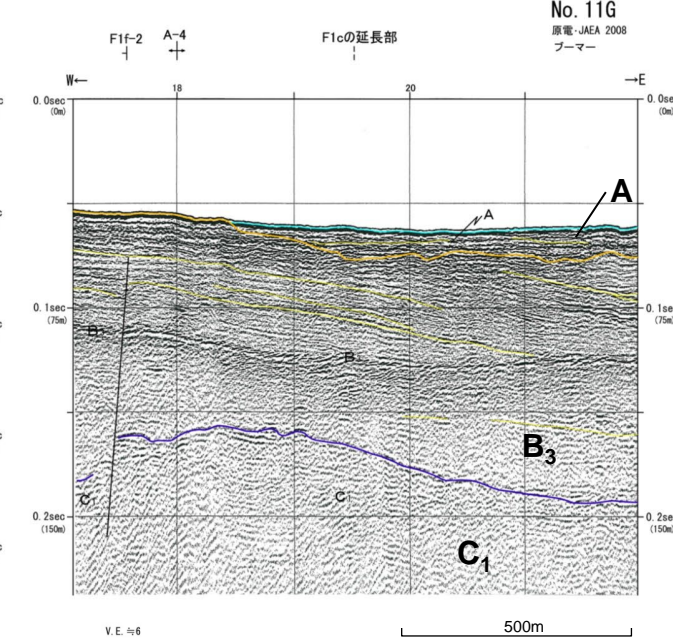 No. 11G
原電・JAEA 2008
ブーマー
F1f-2
A-4
F1cの延長部
W←
→E
18
20
0.0sec
(0m)
0.0sec
(0m)
A
A
0.1sec
(75m)
0.1sec
(75m)
B
B
B3
C
C
0.2sec
(150m)
0.2sec
(150m)
C1
V.E.≒6
500m